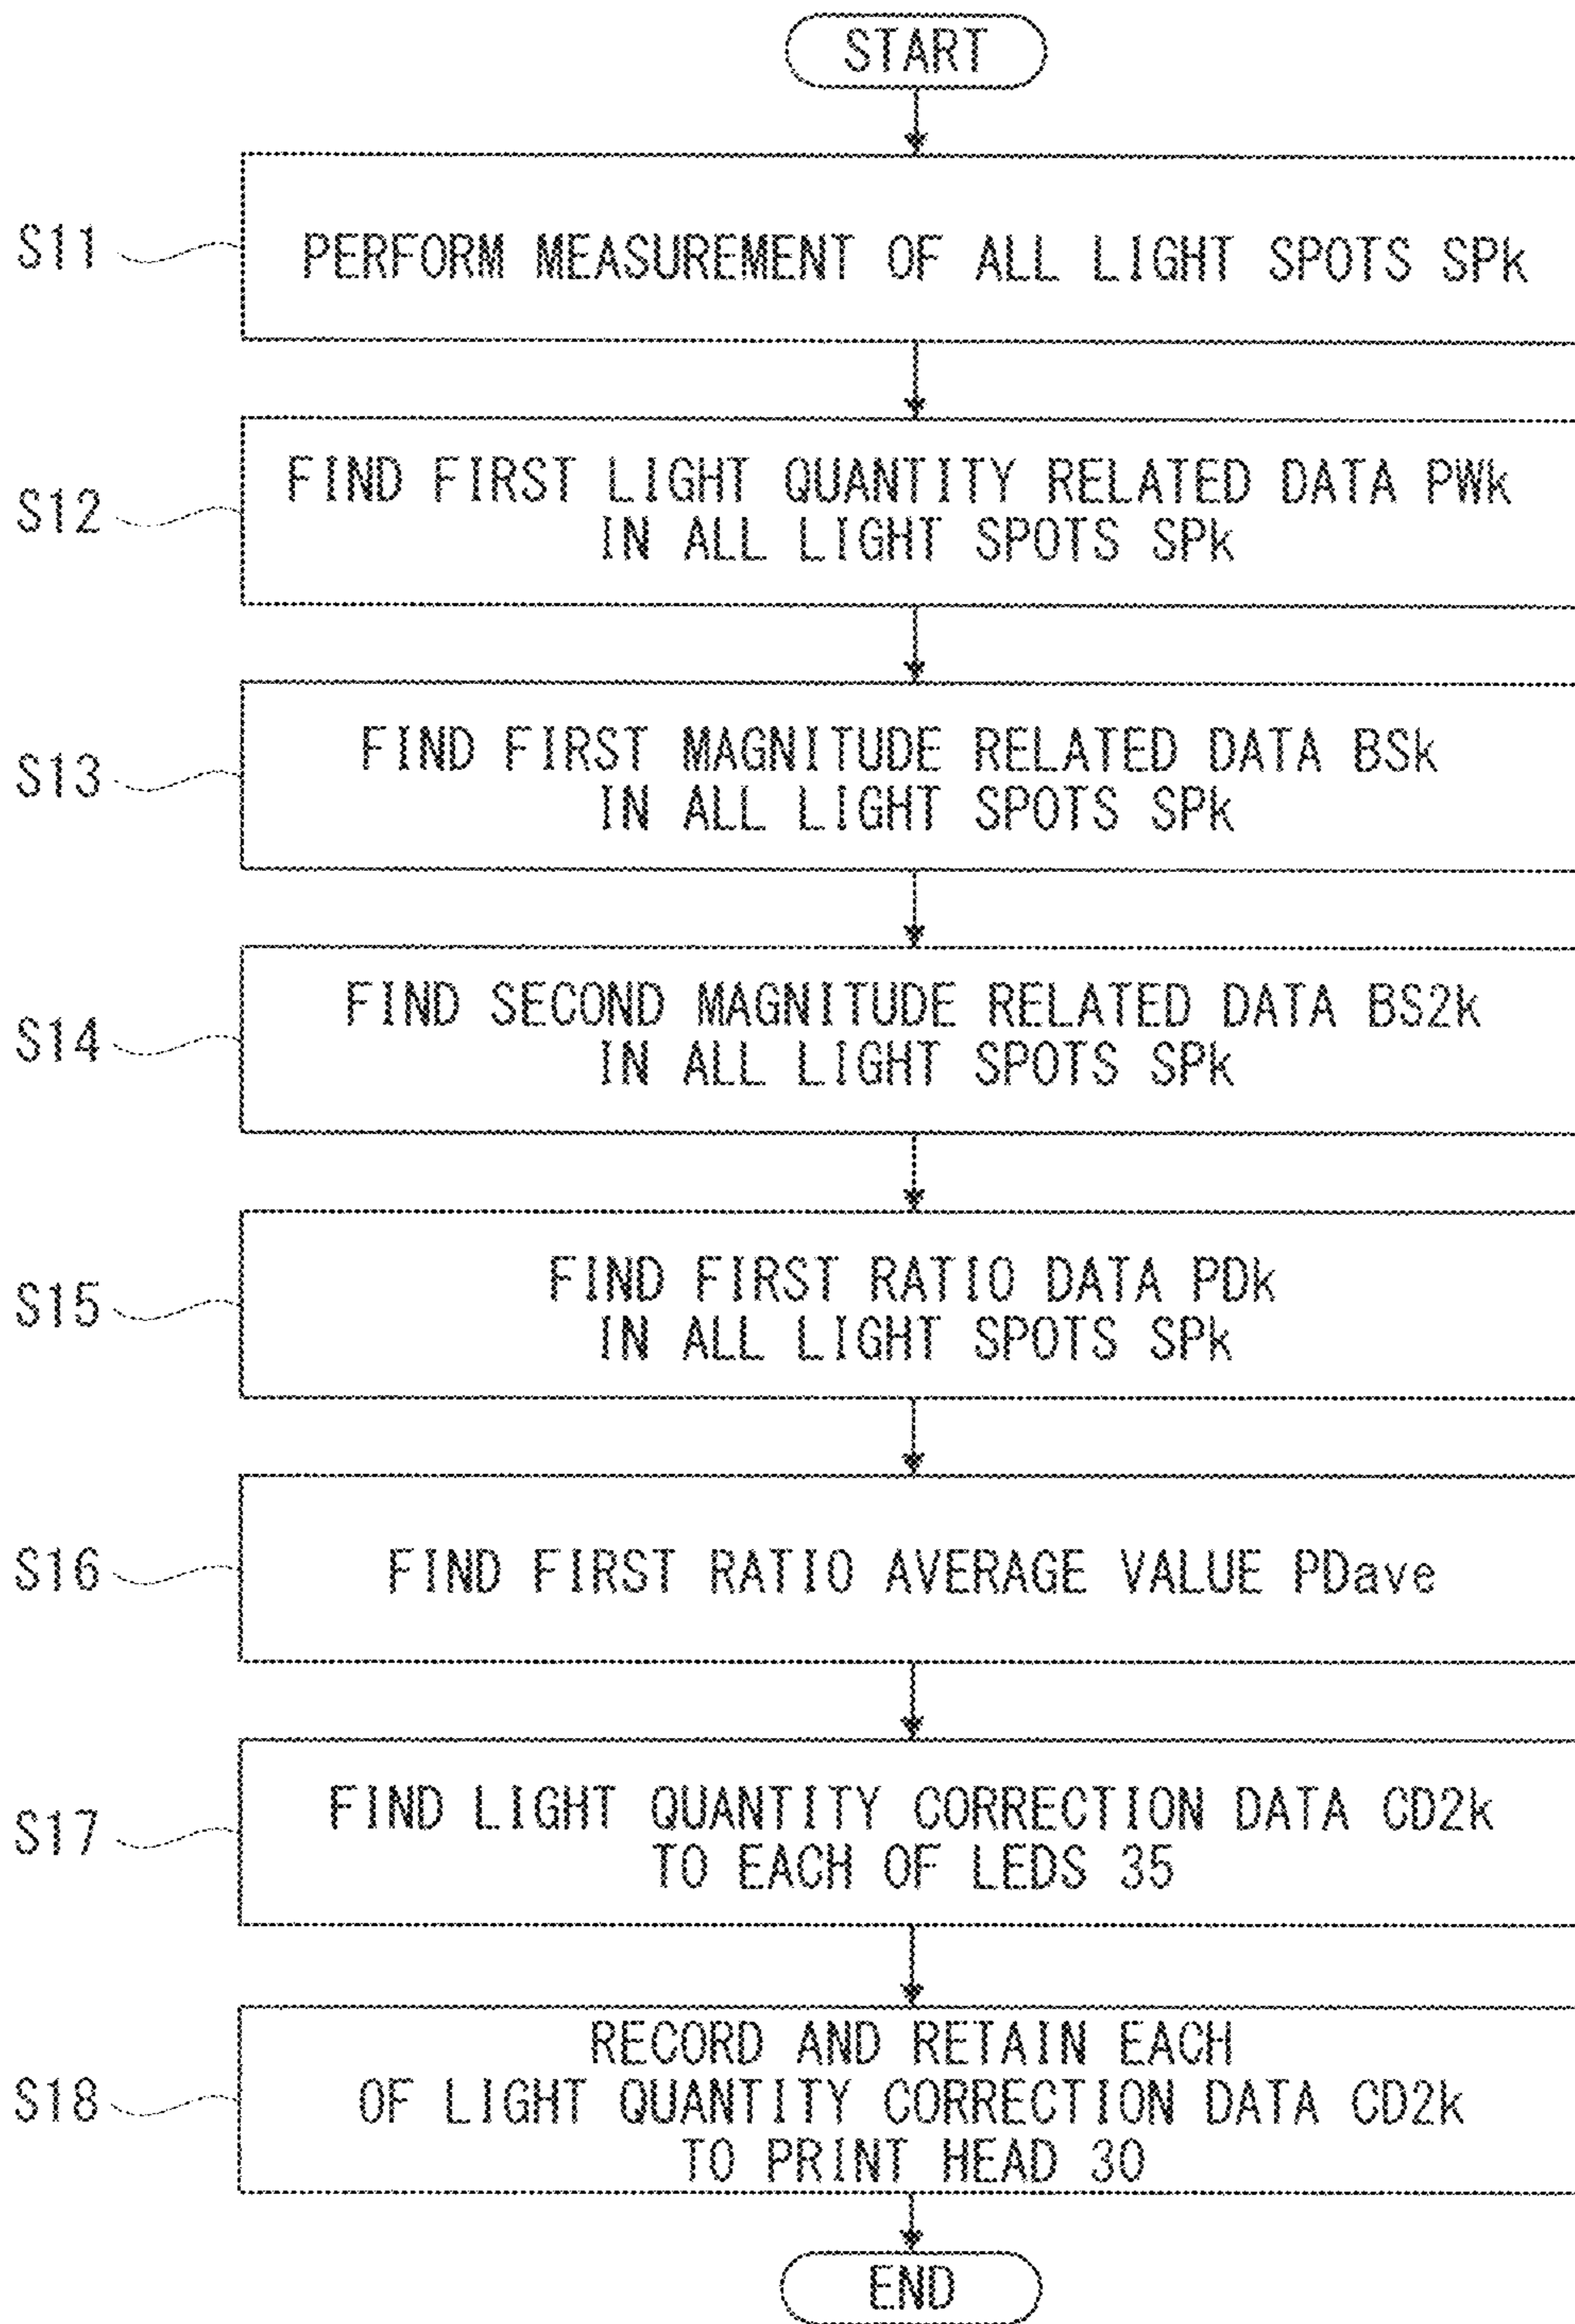 START
S11
PERFORM MEASUREMENT OF ALL LIGHT SPOTS SPk
S12
FIND FIRST LIGHT QUANTITY RELATED DATA PWk
IN ALL LIGHT SPOTS SPk
S13
FIND FIRST MAGNITUDE RELATED DATA BSk
IN ALL LIGHT SPOTS SPk
S14
FIND SECOND MAGNITUDE RELATED DATA BS2k
IN ALL LIGHT SPOTS SPk
S15
FIND FIRST RATIO DATA PDk
IN ALL LIGHT SPOTS SPk
S16
FIND FIRST RATIO AVERAGE VALUE PDave
S17
FIND LIGHT QUANTITY CORRECTION DATA CD2k
TO EACH OF LEDS 35
S18
RECORD AND RETAIN EACH
OF LIGHT QUANTITY CORRECTION DATA CD2k
TO PRINT HEAD 30
END